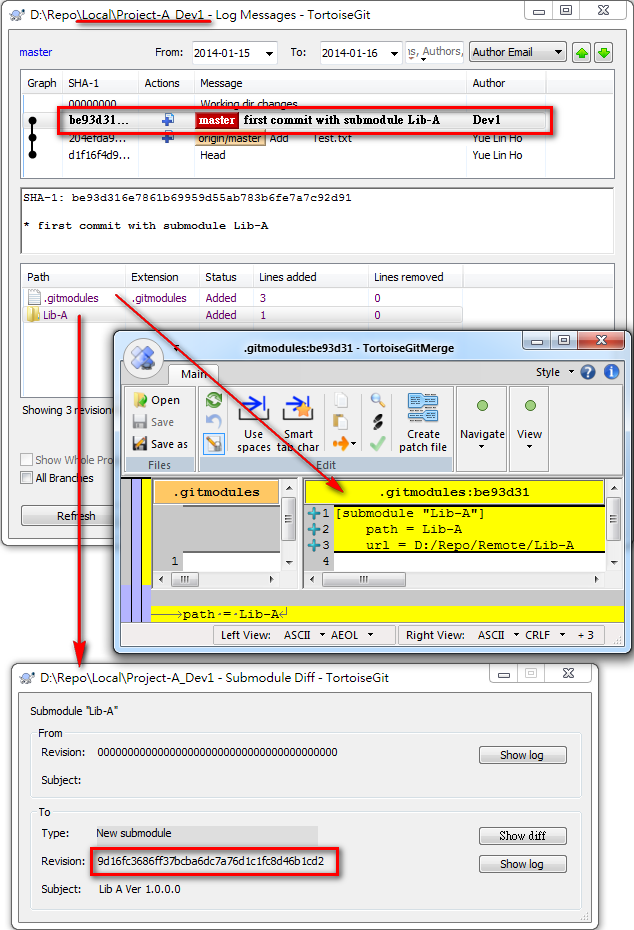 D:\Repo\Local\Project-A_Dev1 - Log Messages - TortoiseGit
master From: 2014-01-15 To: 2014-01-16 Authors, Author Email
Graph SHA-1 Actions Message Author
00000000 Working dir changes
be93d31... master first commit with submodule Lib-A Dev1
204efda9... origin/master Add Test.txt Yue Lin Ho
d1f16f4d9... Head Yue Lin Ho
SHA-1: be93d316e7861b69959d55ab783b6fe7a7c92d91
* first commit with submodule Lib-A
Path Extension Status Lines added Lines removed
.gitmodules .gitmodules Added 3 0
Lib-A Added 1 0
Showing 3 revision
Show Whole Pro
All Branches
Refresh
.gitmodules:be93d31 - TortoiseGitMerge
Main Style
Open
Save
Save as
Files
Use spaces
Smart tab char
Edit
Create patch file
Navigate
View
.gitmodules .gitmodules:be93d31
1 [submodule "Lib-A"]
2 path = Lib-A
3 url = D:/Repo/Remote/Lib-A
1 4
→path·=·Lib-A↲
Left View: ASCII AEOL Right View: ASCII CRLF + 3
D:\Repo\Local\Project-A_Dev1 - Submodule Diff - TortoiseGit
Submodule "Lib-A"
From
Revision: 0000000000000000000000000000000000000000 Show log
Subject:
To
Type: New submodule Show diff
Revision: 9d16fc3686ff37bcba6dc7a76d1c1fc8d46b1cd2 Show log
Subject: Lib A Ver 1.0.0.0